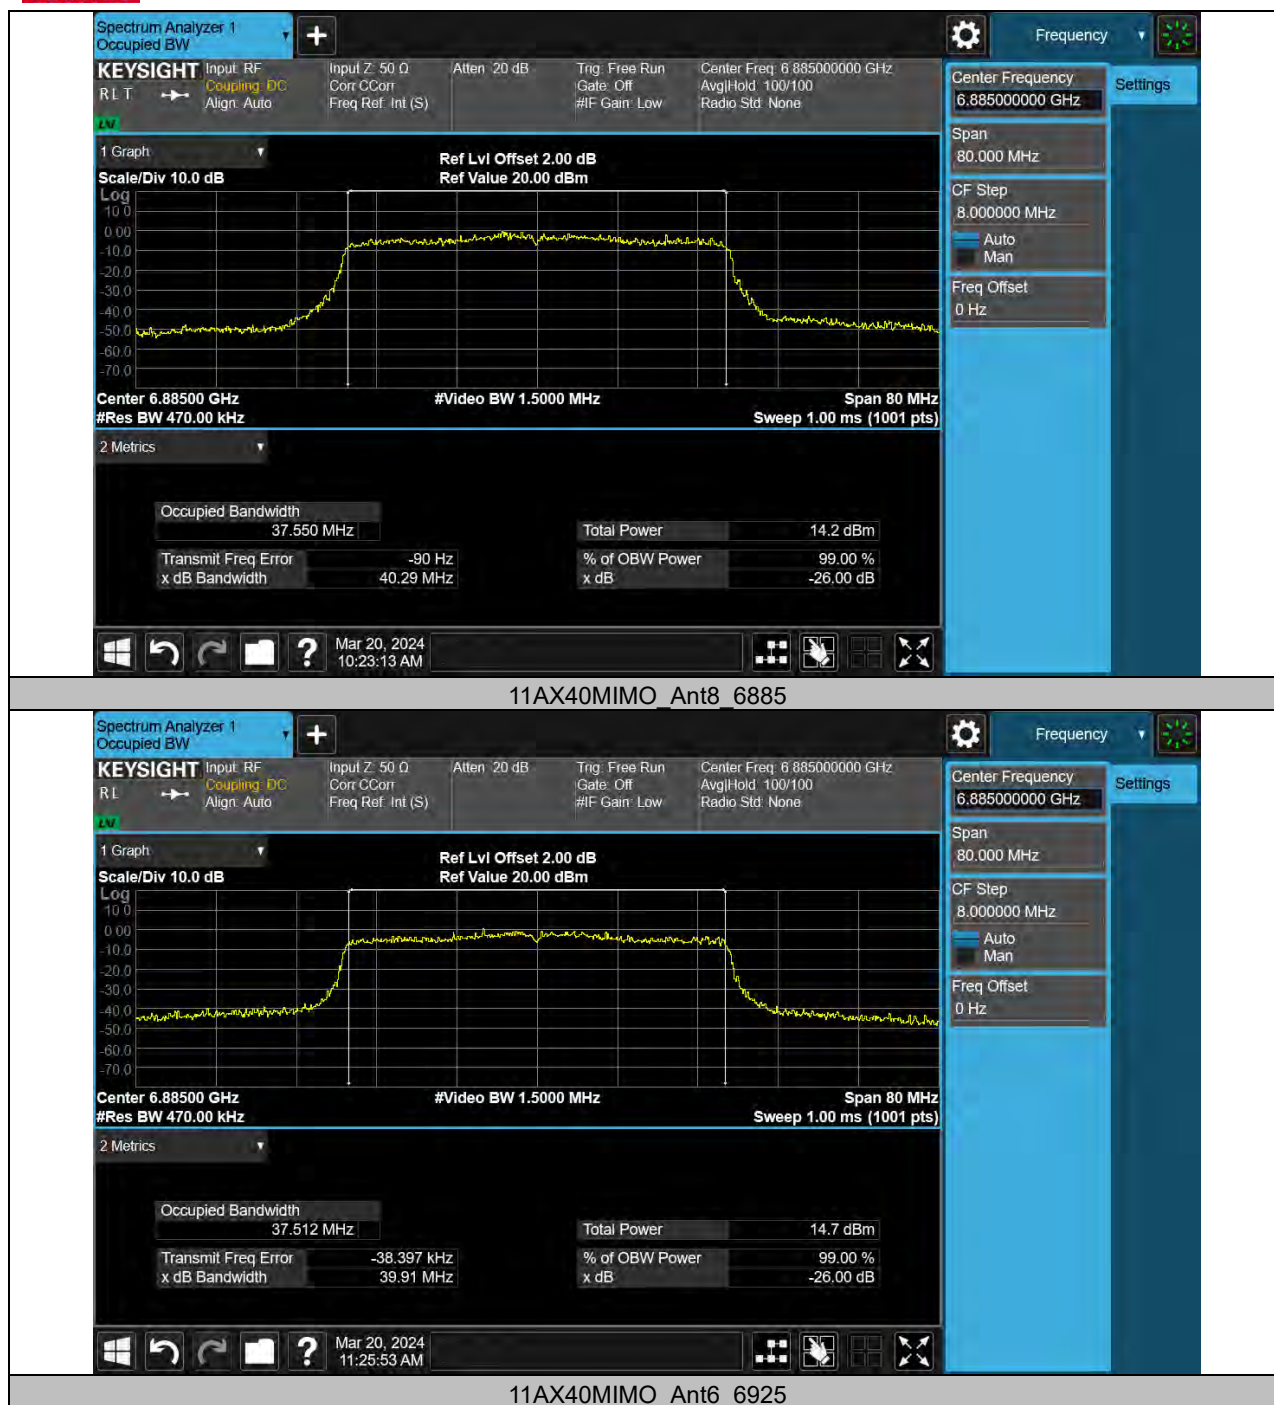 Spectrum Analyzer 1
Occupied BW
Frequency
KEYSIGHT
R L T
Input: RF
Coupling: DC
Align: Auto
Input Z: 50 Ω
Corr CCorr
Freq Ref: Int (S)
Atten: 20 dB
Trig: Free Run
Gate: Off
#IF Gain: Low
Center Freq: 6.885000000 GHz
Avg|Hold: 100/100
Radio Std: None
LXI
Center Frequency
6.885000000 GHz
Settings
Span
80.000 MHz
CF Step
8.000000 MHz
Auto
Man
Freq Offset
0 Hz
1 Graph
Scale/Div 10.0 dB
Ref Lvl Offset 2.00 dB
Ref Value 20.00 dBm
Log
10.0
0.00
-10.0
-20.0
-30.0
-40.0
-50.0
-60.0
-70.0
Center 6.88500 GHz
#Res BW 470.00 kHz
#Video BW 1.5000 MHz
Span 80 MHz
Sweep 1.00 ms (1001 pts)
2 Metrics
Occupied Bandwidth
37.550 MHz
Total Power 14.2 dBm
Transmit Freq Error -90 Hz
% of OBW Power 99.00 %
x dB Bandwidth 40.29 MHz
x dB -26.00 dB
Mar 20, 2024
10:23:13 AM
11AX40MIMO_Ant8_6885
Spectrum Analyzer 1
Occupied BW
Frequency
KEYSIGHT
R L
Input: RF
Coupling: DC
Align: Auto
Input Z: 50 Ω
Corr CCorr
Freq Ref: Int (S)
Atten: 20 dB
Trig: Free Run
Gate: Off
#IF Gain: Low
Center Freq: 6.885000000 GHz
Avg|Hold: 100/100
Radio Std: None
LXI
Center Frequency
6.885000000 GHz
Settings
Span
80.000 MHz
CF Step
8.000000 MHz
Auto
Man
Freq Offset
0 Hz
1 Graph
Scale/Div 10.0 dB
Ref Lvl Offset 2.00 dB
Ref Value 20.00 dBm
Log
10.0
0.00
-10.0
-20.0
-30.0
-40.0
-50.0
-60.0
-70.0
Center 6.88500 GHz
#Res BW 470.00 kHz
#Video BW 1.5000 MHz
Span 80 MHz
Sweep 1.00 ms (1001 pts)
2 Metrics
Occupied Bandwidth
37.512 MHz
Total Power 14.7 dBm
Transmit Freq Error -38.397 kHz
% of OBW Power 99.00 %
x dB Bandwidth 39.91 MHz
x dB -26.00 dB
Mar 20, 2024
11:25:53 AM
11AX40MIMO_Ant6_6925